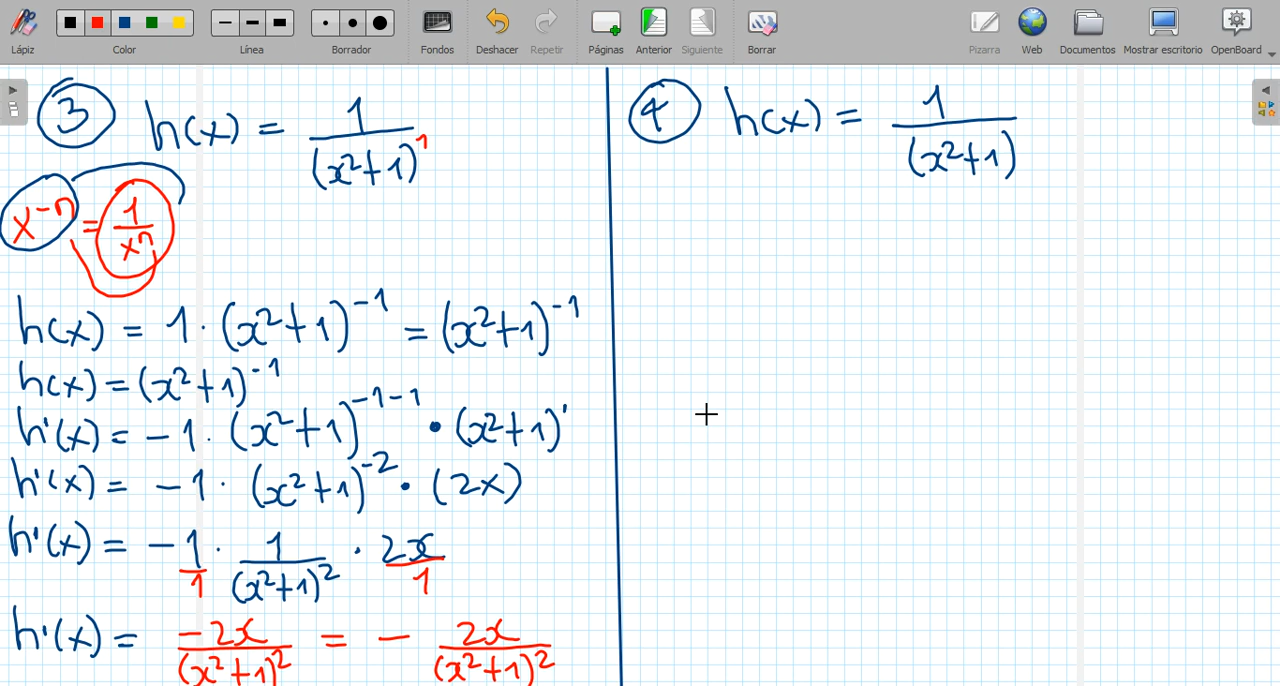 Lápiz Color Línea Borrador Fondos Deshacer Repetir Páginas Anterior Siguiente Borrar Pizarra Web Documentos Mostrar escritorio OpenBoard
③ h(x) = 1/(x²+1)¹
x⁻ⁿ = 1/xⁿ
h(x) = 1 · (x²+1)⁻¹ = (x²+1)⁻¹
h(x) = (x²+1)⁻¹
h'(x) = −1 · (x²+1)⁻¹⁻¹ • (x²+1)'
h'(x) = −1 · (x²+1)⁻² • (2x)
h'(x) = −1/1 · 1/(x²+1)² · 2x/1
h'(x) = −2x/(x²+1)² = − 2x/(x²+1)²
④ h(x) = 1/(x²+1)